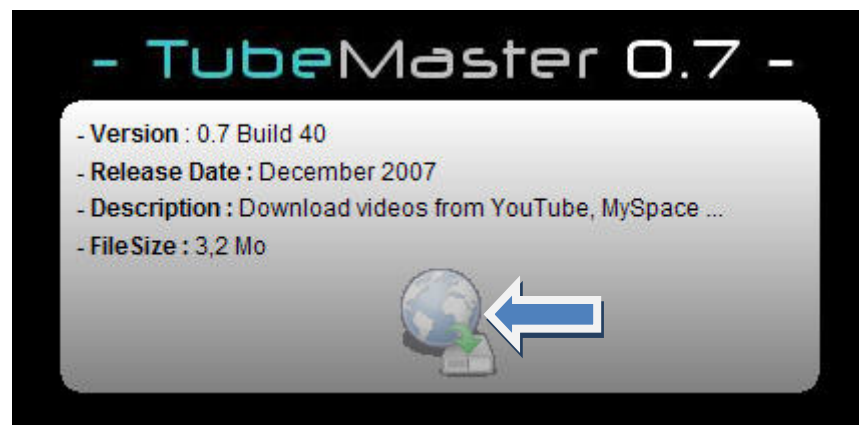 - TubeMaster 0.7 -
- Version : 0.7 Build 40
- Release Date : December 2007
- Description : Download videos from YouTube, MySpace ...
- FileSize : 3,2 Mo